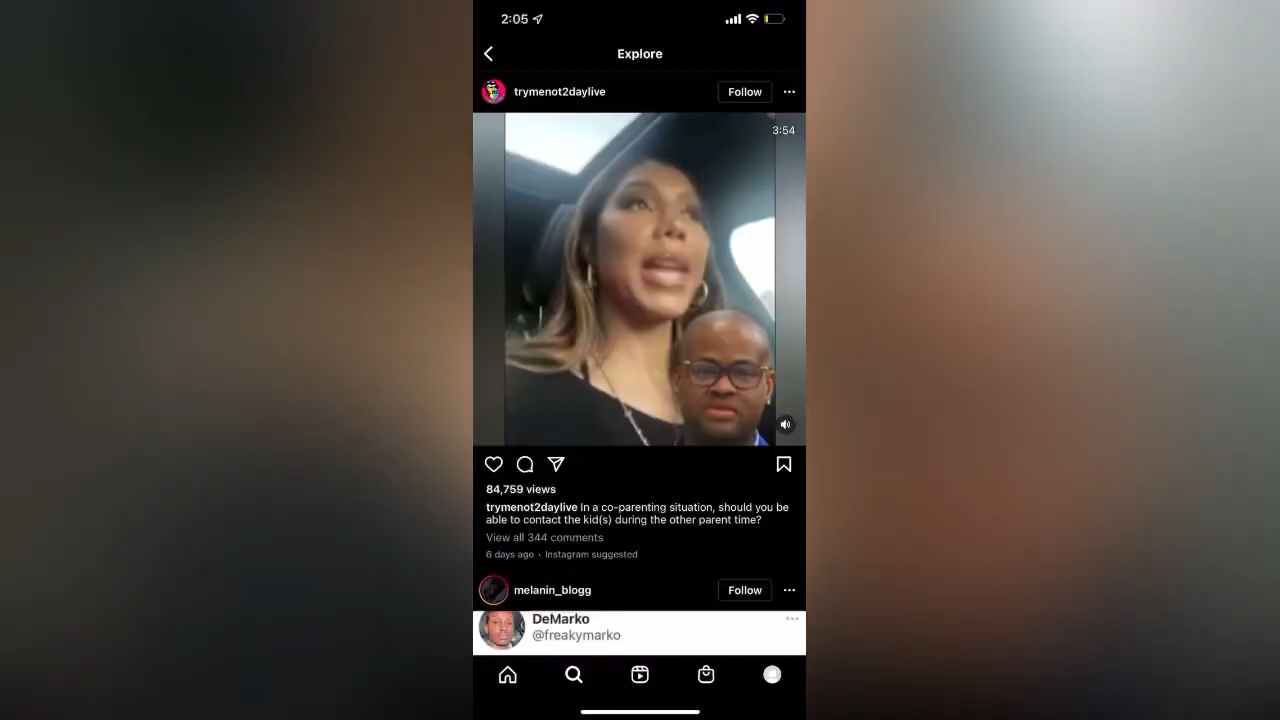 2:05
Explore
trymenot2daylive
Follow
3:54
84,759 views
trymenot2daylive In a co-parenting situation, should you be
able to contact the kid(s) during the other parent time?
View all 344 comments
6 days ago · Instagram suggested
melanin_blogg
Follow
DeMarko
@freakymarko